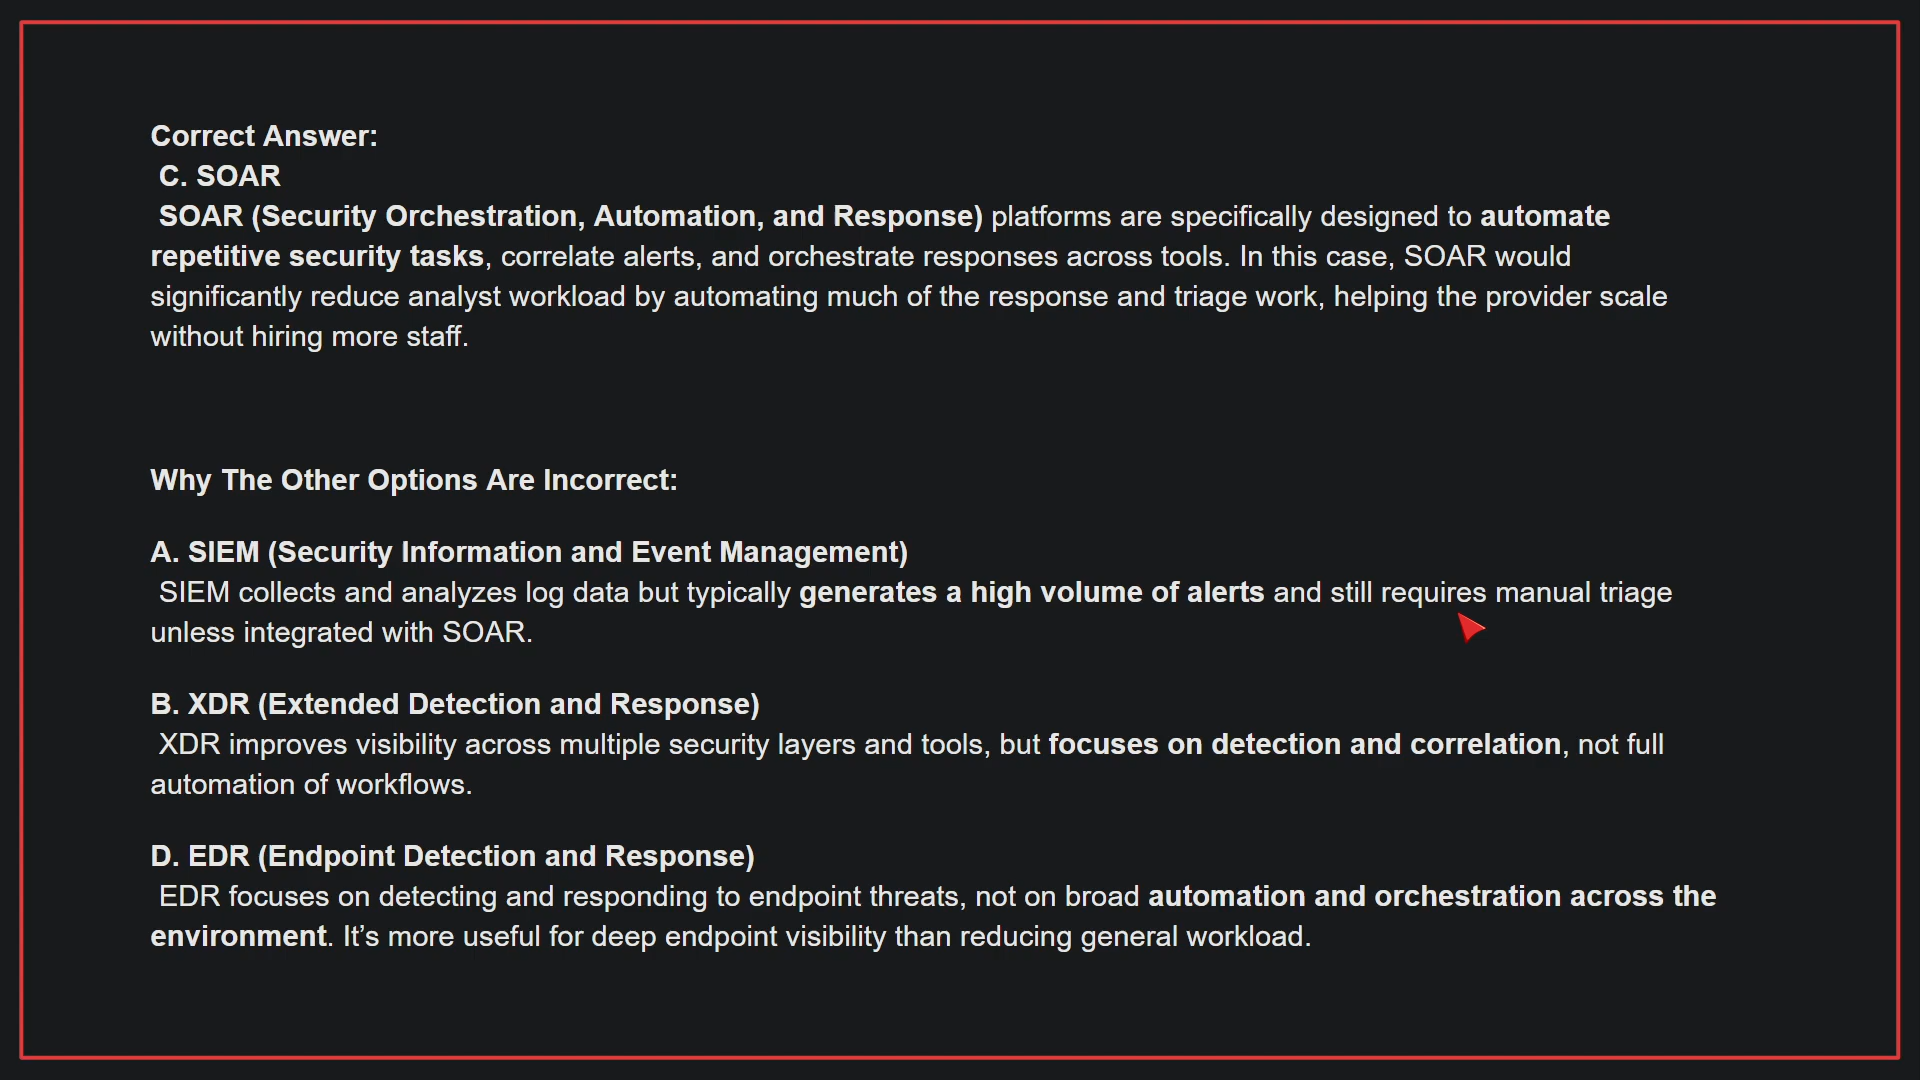 Correct Answer:
C. SOAR
SOAR (Security Orchestration, Automation, and Response) platforms are specifically designed to automate
repetitive security tasks, correlate alerts, and orchestrate responses across tools. In this case, SOAR would
significantly reduce analyst workload by automating much of the response and triage work, helping the provider scale
without hiring more staff.
Why The Other Options Are Incorrect:
A. SIEM (Security Information and Event Management)
SIEM collects and analyzes log data but typically generates a high volume of alerts and still requires manual triage
unless integrated with SOAR.
B. XDR (Extended Detection and Response)
XDR improves visibility across multiple security layers and tools, but focuses on detection and correlation, not full
automation of workflows.
D. EDR (Endpoint Detection and Response)
EDR focuses on detecting and responding to endpoint threats, not on broad automation and orchestration across the
environment. It’s more useful for deep endpoint visibility than reducing general workload.